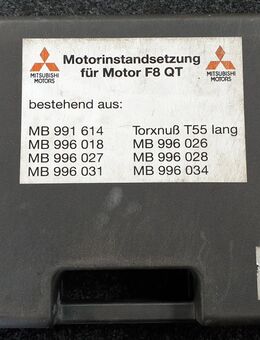 Motorinstandsetzung
für Motor F8 QT
MITSUBISHI
MOTORS
MITSUBISHI
MOTORS
bestehend aus:
MB 991 614 Torxnuß T55 lang
MB 996 018 MB 996 026
MB 996 027 MB 996 028
MB 996 031 MB 996 034